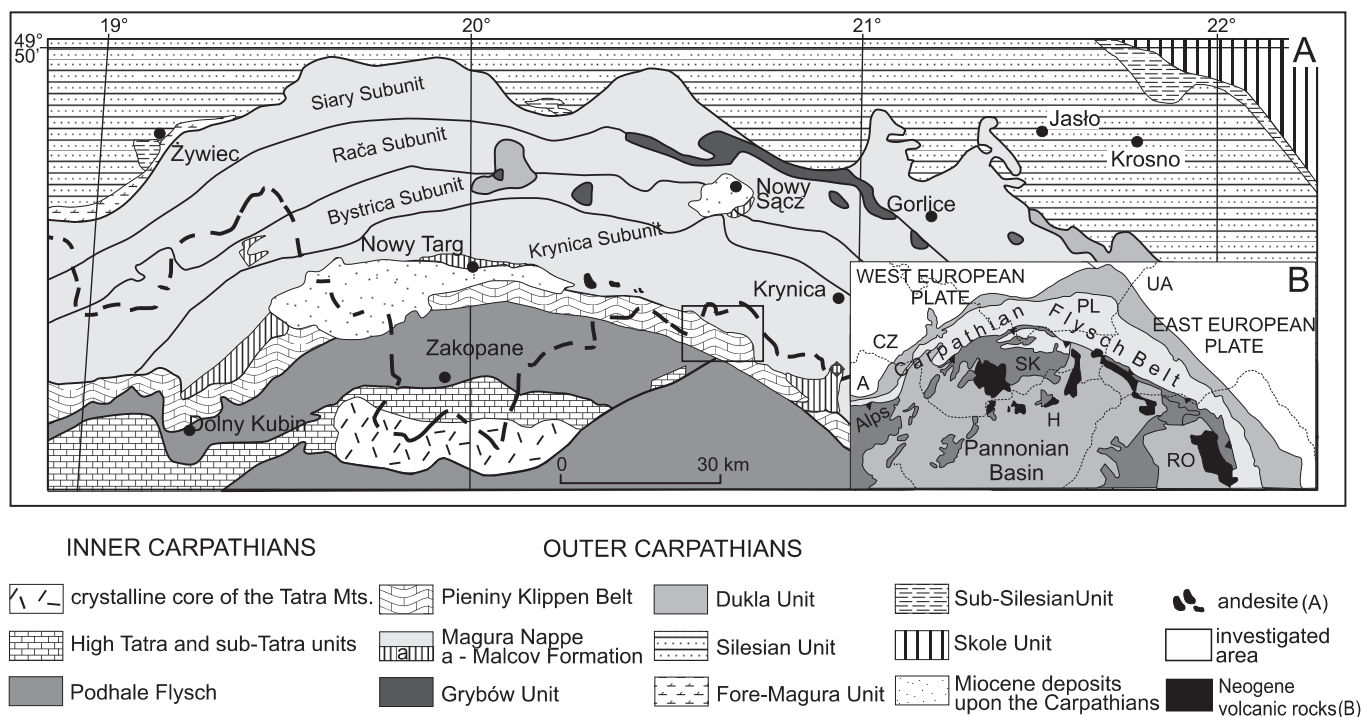 19°
20°
21°
22°
49°
50'
A
Siary Subunit
Jasło
Żywiec
Rača Subunit
Krosno
Bystrica Subunit
Nowy
Sącz
Gorlice
Nowy Targ
Krynica Subunit
Krynica
Zakopane
Dolny Kubin
0
30 km
B
WEST EUROPEAN
PLATE
UA
PL
EAST EUROPEAN
PLATE
CZ
Carpathian Flysch Belt
A
SK
Alps
H
Pannonian
Basin
RO
INNER CARPATHIANS
OUTER CARPATHIANS
crystalline core of the Tatra Mts.
High Tatra and sub-Tatra units
Podhale Flysch
Pieniny Klippen Belt
Magura Nappe
a
a - Malcov Formation
Grybów Unit
Dukla Unit
Silesian Unit
Fore-Magura Unit
Sub-SilesianUnit
Skole Unit
Miocene deposits
upon the Carpathians
andesite (A)
investigated
area
Neogene
volcanic rocks(B)